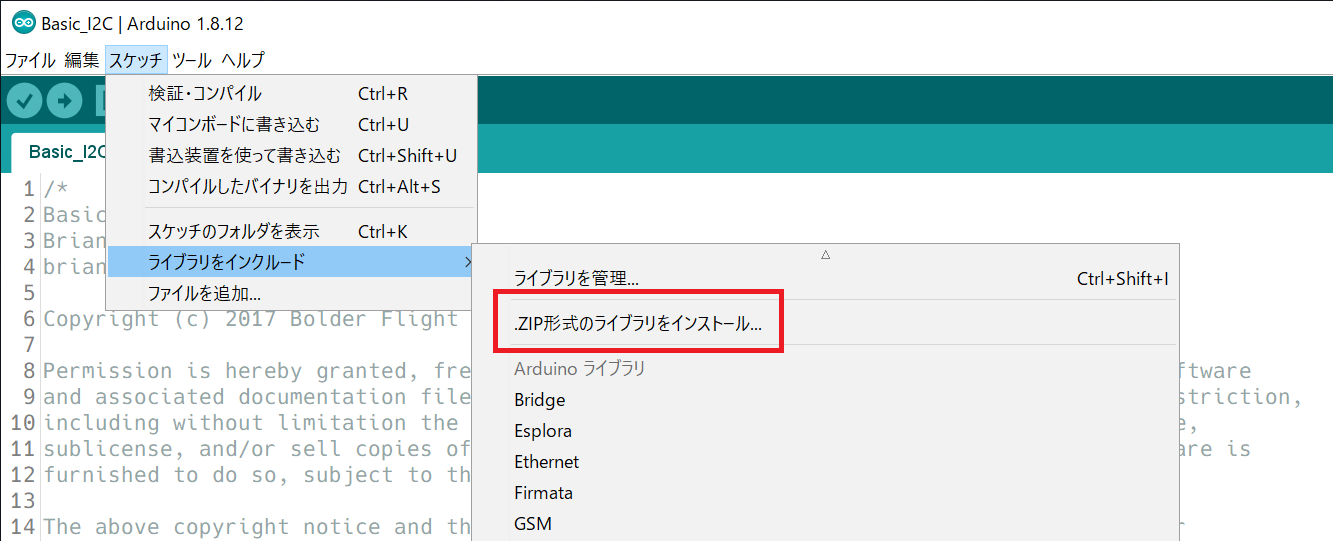 Basic_I2C | Arduino 1.8.12
ファイル 編集 スケッチ ツール ヘルプ
検証・コンパイル Ctrl+R
マイコンボードに書き込む Ctrl+U
書込装置を使って書き込む Ctrl+Shift+U
コンパイルしたバイナリを出力 Ctrl+Alt+S
スケッチのフォルダを表示 Ctrl+K
ライブラリをインクルード
ファイルを追加...
ライブラリを管理... Ctrl+Shift+I
.ZIP形式のライブラリをインストール...
Arduino ライブラリ
Bridge
Esplora
Ethernet
Firmata
GSM
Basic_I2C
1 /*
2 Basic
3 Brian
4 brian
5
6 Copyright (c) 2017 Bolder Flight
7
8 Permission is hereby granted, fre ftware
9 and associated documentation file striction,
10 including without limitation the e,
11 sublicense, and/or sell copies of are is
12 furnished to do so, subject to th
13
14 The above copyright notice and th